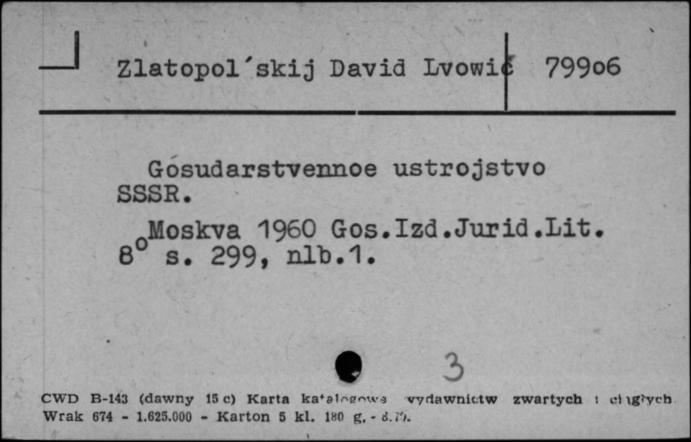 Zlatopol´skij David Lvowič 79906
Gósudarstvennoe ustrojstvo
SSSR.
Moskva 1960 Gos.Izd.Jurid.Lit.
8° s. 299, nlb.1.
3
CWD B-143 (dawny 15 c) Karta katalogowa wydawnictw zwartych i ciągłych
Wrak 674 - 1.625.000 - Karton 5 kl. 180 g. -